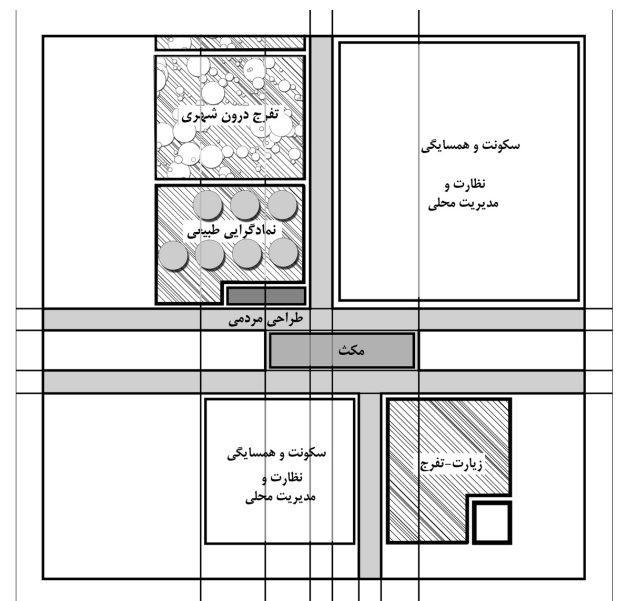 تفرج درون شهری
سکونت و همسایگی
نظارت و
مدیریت محلی
نمادگرایی طبیعی
طراحی مردمی
مکث
سکونت و همسایگی
نظارت و
مدیریت محلی
زیارت-تفرج